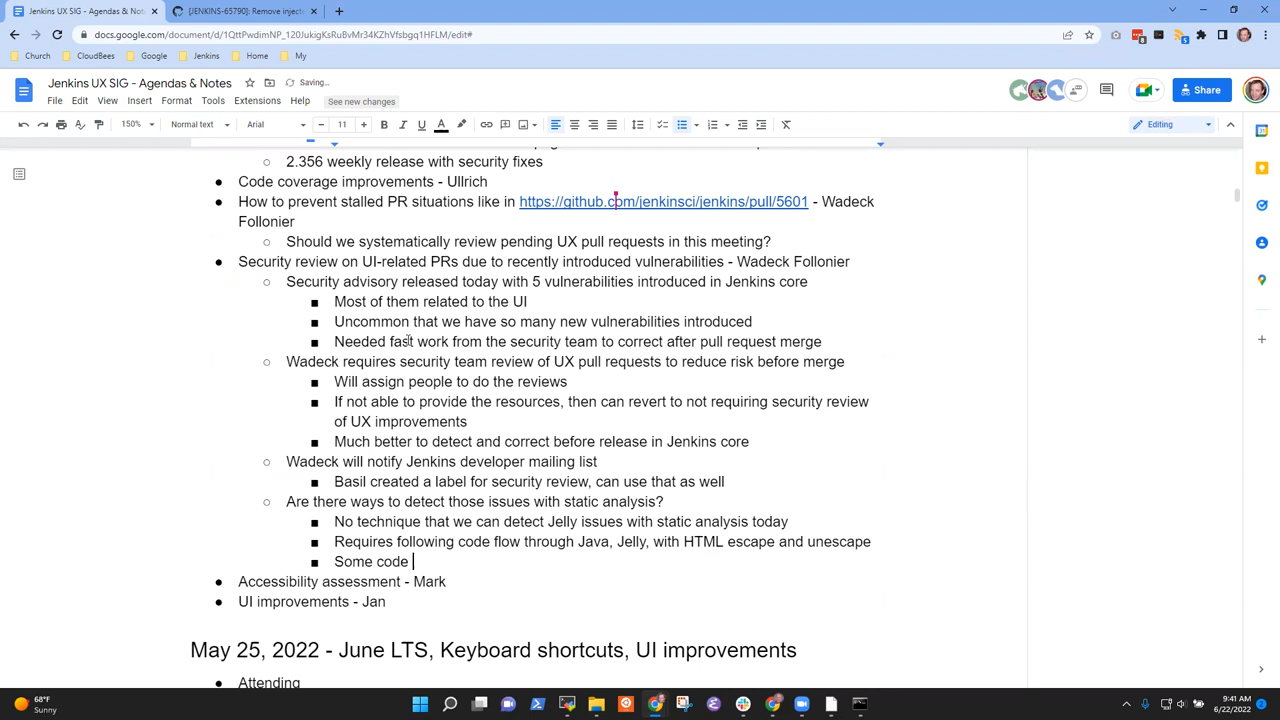 Jenkins UX SIG - Agendas & Notes
[JENKINS-65790]: Remove inject
docs.google.com/document/d/1QttPwdimNP_120JukigKsRuBvMr34KZhVfsbgq1HFLM/edit#
Church CloudBees Google Jenkins Home My
Jenkins UX SIG - Agendas & Notes Saving...
File Edit View Insert Format Tools Extensions Help See new changes
Share
150% Normal text Arial 11 Editing
2.356 weekly release with security fixes
Code coverage improvements - Ullrich
How to prevent stalled PR situations like in https://github.com/jenkinsci/jenkins/pull/5601 - Wadeck
Follonier
Should we systematically review pending UX pull requests in this meeting?
Security review on UI-related PRs due to recently introduced vulnerabilities - Wadeck Follonier
Security advisory released today with 5 vulnerabilities introduced in Jenkins core
Most of them related to the UI
Uncommon that we have so many new vulnerabilities introduced
Needed fast work from the security team to correct after pull request merge
Wadeck requires security team review of UX pull requests to reduce risk before merge
Will assign people to do the reviews
If not able to provide the resources, then can revert to not requiring security review
of UX improvements
Much better to detect and correct before release in Jenkins core
Wadeck will notify Jenkins developer mailing list
Basil created a label for security review, can use that as well
Are there ways to detect those issues with static analysis?
No technique that we can detect Jelly issues with static analysis today
Requires following code flow through Java, Jelly, with HTML escape and unescape
Some code
Accessibility assessment - Mark
UI improvements - Jan
May 25, 2022 - June LTS, Keyboard shortcuts, UI improvements
Attending
68°F
Sunny
9:41 AM
6/22/2022